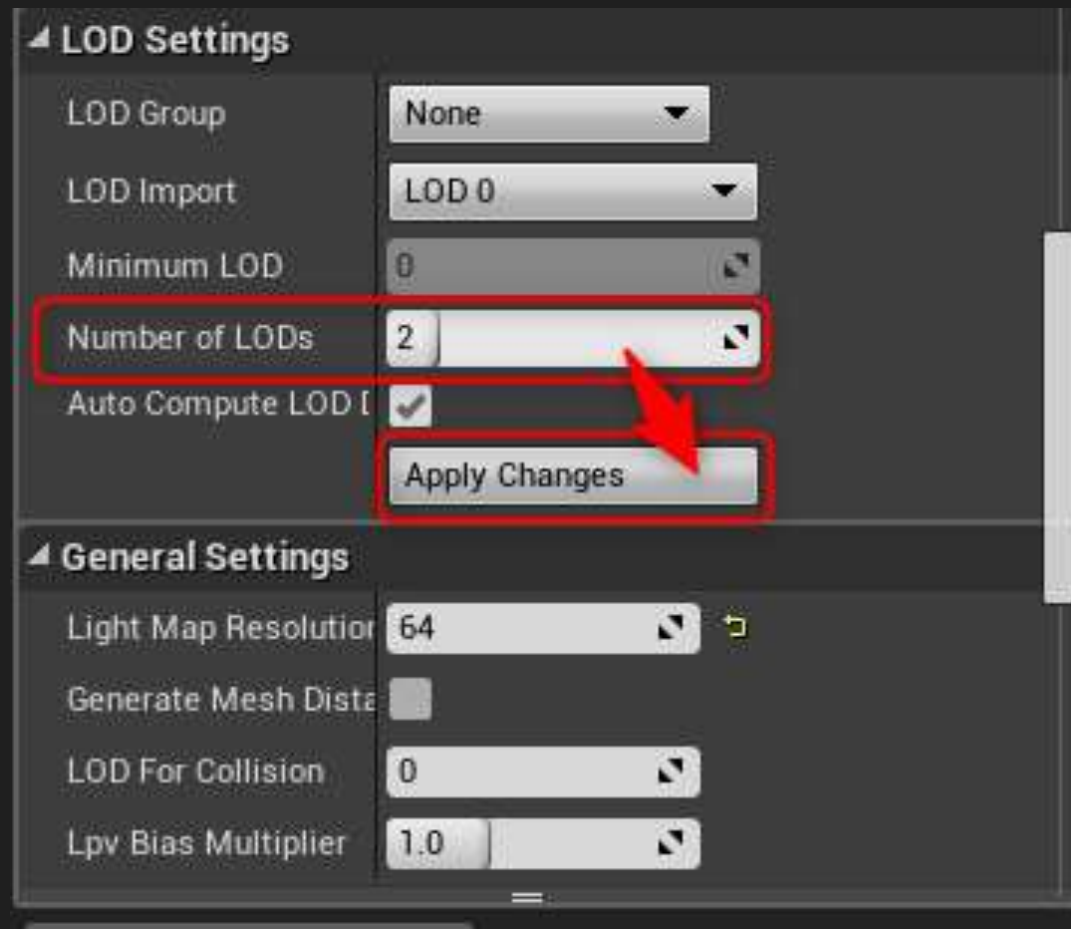 LOD Settings
LOD Group None
LOD Import LOD 0
Minimum LOD 0
Number of LODs 2
Auto Compute LOD
Apply Changes
General Settings
Light Map Resolution 64
Generate Mesh Dista
LOD For Collision 0
Lpv Bias Multiplier 1.0